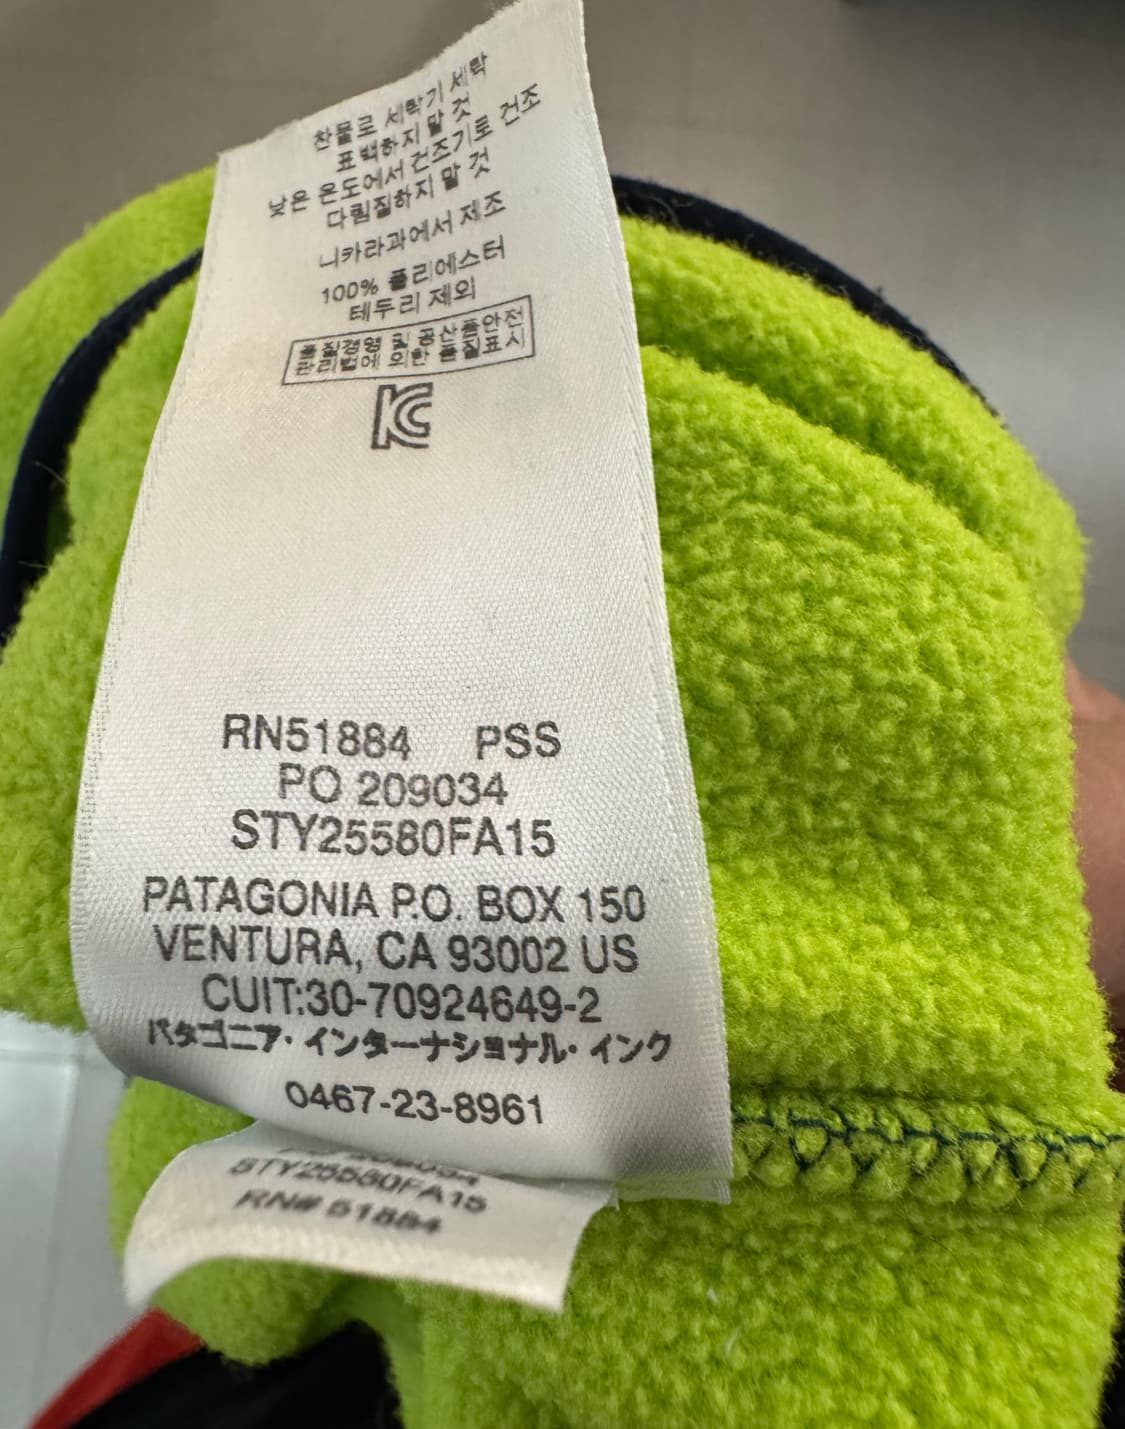 찬물로 세탁기 세탁
표백하지 말 것
낮은 온도에서 건조기로 건조
다림질하지 말 것
니카라과에서 제조
100% 폴리에스터
테두리 제외
품질경영 및 공산품안전
관리법에 의한 품질표시
KC
RN51884 PSS
PO 209034
STY25580FA15
PATAGONIA P.O. BOX 150
VENTURA, CA 93002 US
CUIT:30-70924649-2
パタゴニア・インターナショナル・インク
0467-23-8961
PO 209034
STY25580FA15
RN# 51884